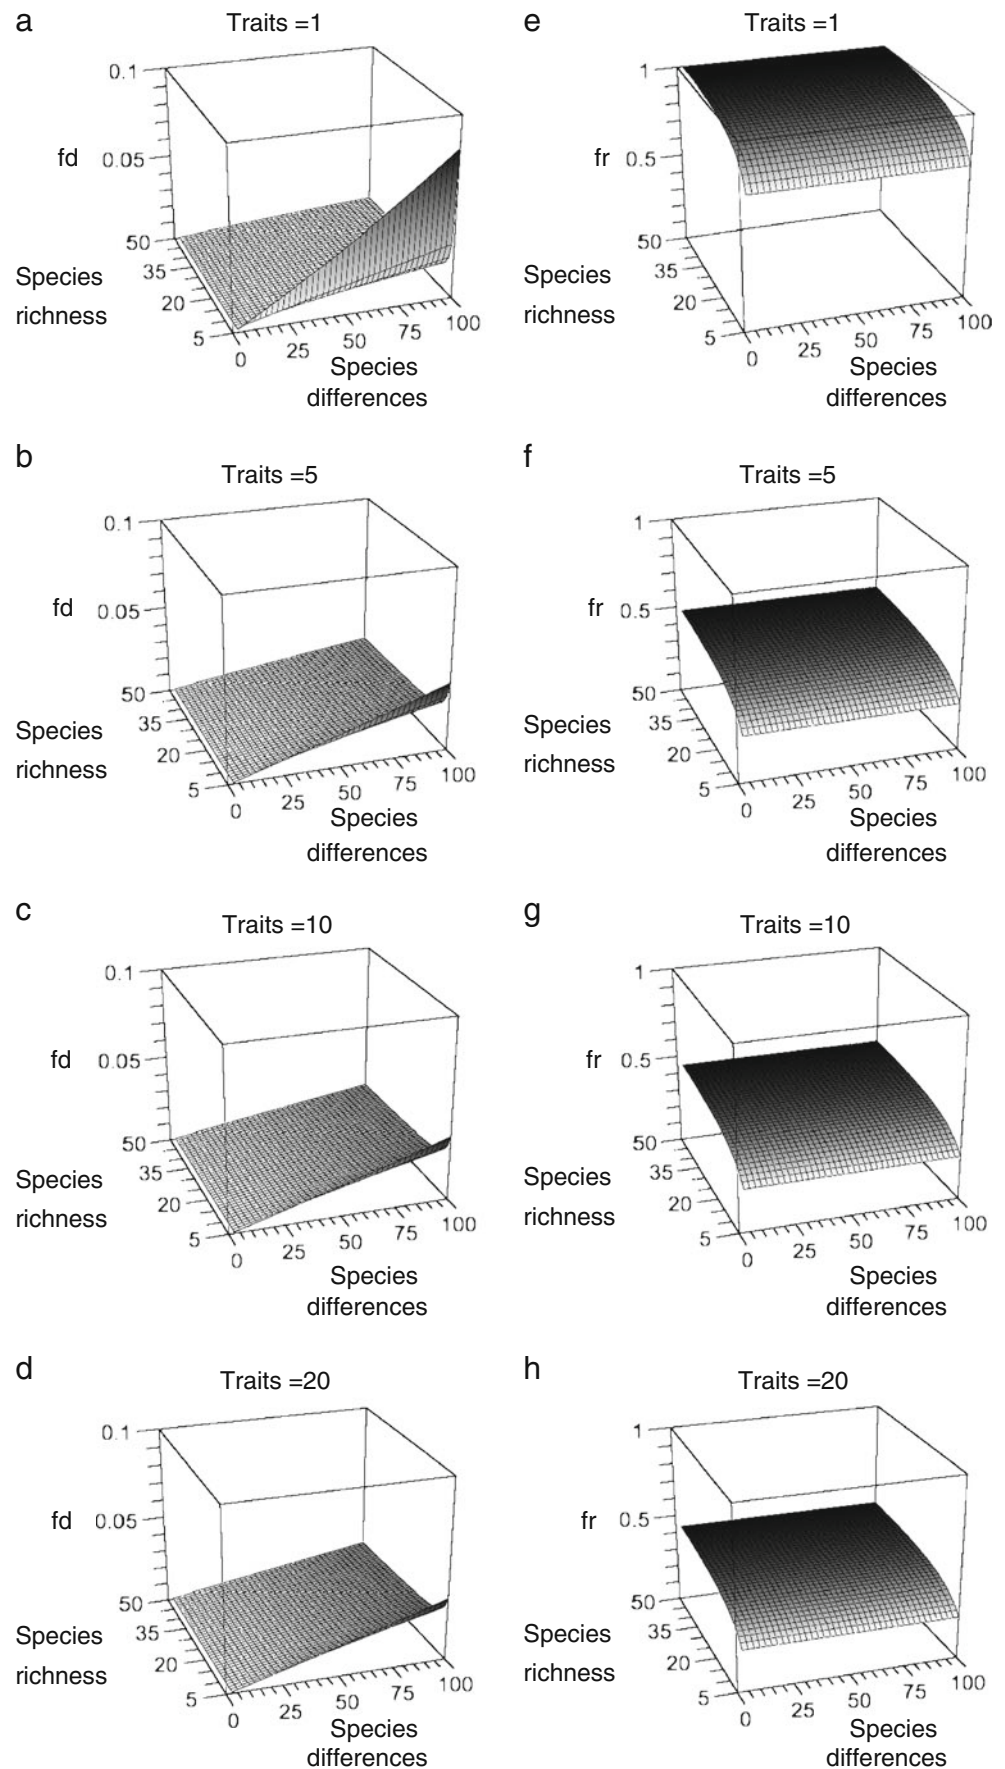 a
Traits =1
0.1
fd
0.05
50
35
20
5
Species
richness
0
25
50
75
100
Species
differences
e
Traits =1
1
fr
0.5
50
35
20
5
Species
richness
0
25
50
75
100
Species
differences
b
Traits =5
0.1
fd
0.05
50
35
20
5
Species
richness
0
25
50
75
100
Species
differences
f
Traits =5
1
fr
0.5
50
35
20
5
Species
richness
0
25
50
75
100
Species
differences
c
Traits =10
0.1
fd
0.05
50
35
20
5
Species
richness
0
25
50
75
100
Species
differences
g
Traits =10
1
fr
0.5
50
35
20
5
Species
richness
0
25
50
75
100
Species
differences
d
Traits =20
0.1
fd
0.05
50
35
20
5
Species
richness
0
25
50
75
100
Species
differences
h
Traits =20
1
fr
0.5
50
35
20
5
Species
richness
0
25
50
75
100
Species
differences